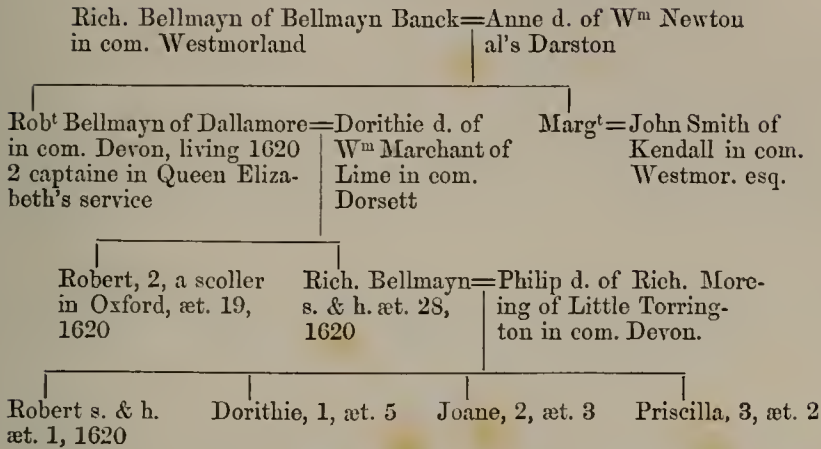 Rich. Bellmayn of Bellmayn Banck=Anne d. of Wm Newton
in com. Westmorland al's Darston
Robt Bellmayn of Dallamore=Dorithie d. of Margt=John Smith of
in com. Devon, living 1620 Wm Marchant of Kendall in com.
2 captaine in Queen Eliza- Lime in com. Westmor. esq.
beth's service Dorsett
Robert, 2, a scoller Rich. Bellmayn=Philip d. of Rich. More-
in Oxford, æt. 19, s. & h. æt. 28, ing of Little Torring-
1620 1620 ton in com. Devon.
Robert s. & h. Dorithie, 1, æt. 5 Joane, 2, æt. 3 Priscilla, 3, æt. 2
æt. 1, 1620